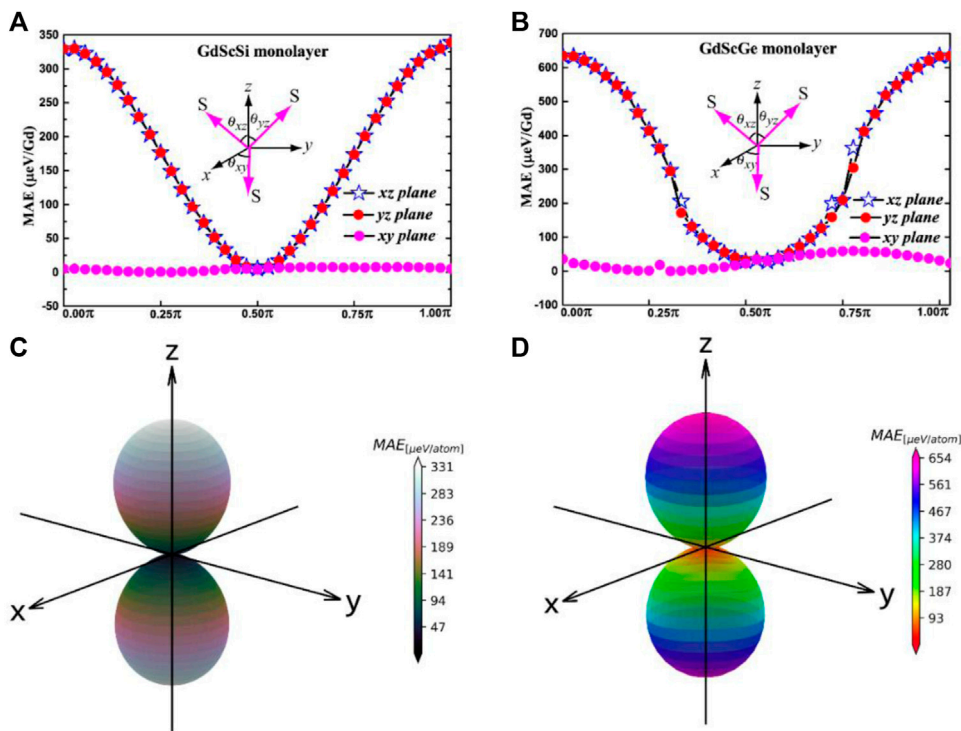 A
GdScSi monolayer
MAE (μeV/Gd)
350
300
250
200
150
100
50
0
-50
0.00π 0.25π 0.50π 0.75π 1.00π
S z S
θxz θyz
y
x θxy
S
xz plane
yz plane
xy plane
B
GdScGe monolayer
MAE (μeV/Gd)
700
600
500
400
300
200
100
0
-100
0.00π 0.25π 0.50π 0.75π 1.00π
S z S
θxz θyz
y
x θxy
S
xz plane
yz plane
xy plane
C
z
x
y
MAE[μeV/atom]
331
283
236
189
141
94
47
D
z
x
y
MAE[μeV/atom]
654
561
467
374
280
187
93